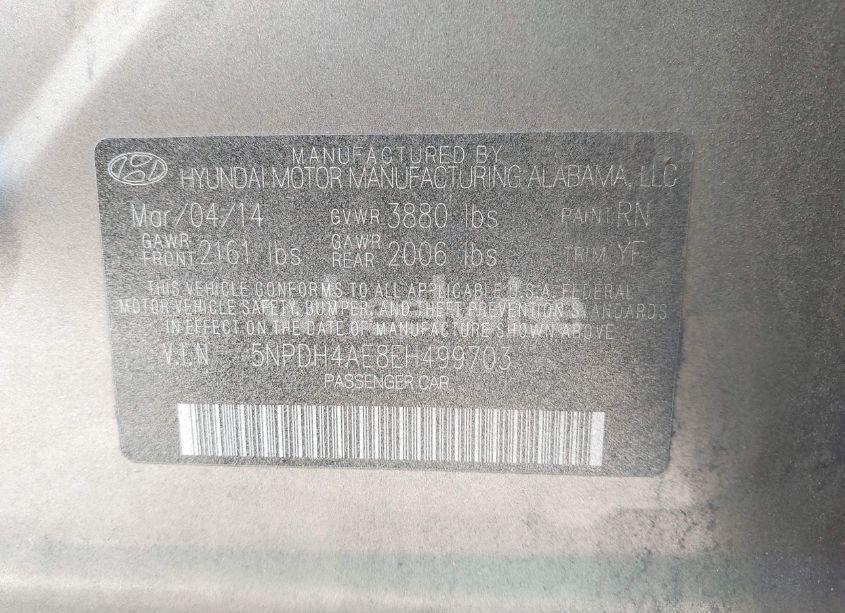 MANUFACTURED BY
HYUNDAI MOTOR MANUFACTURING ALABAMA, LLC
Mar/04/14 GVWR 3880 lbs PAINT RN
GAWR FRONT 2161 lbs GAWR REAR 2006 lbs TRIM YF
THIS VEHICLE CONFORMS TO ALL APPLICABLE U.S.A. FEDERAL
MOTOR VEHICLE SAFETY, BUMPER, AND THEFT PREVENTION STANDARDS
IN EFFECT ON THE DATE OF MANUFACTURE SHOWN ABOVE.
V.I.N 5NPDH4AE8EH499703
PASSENGER CAR